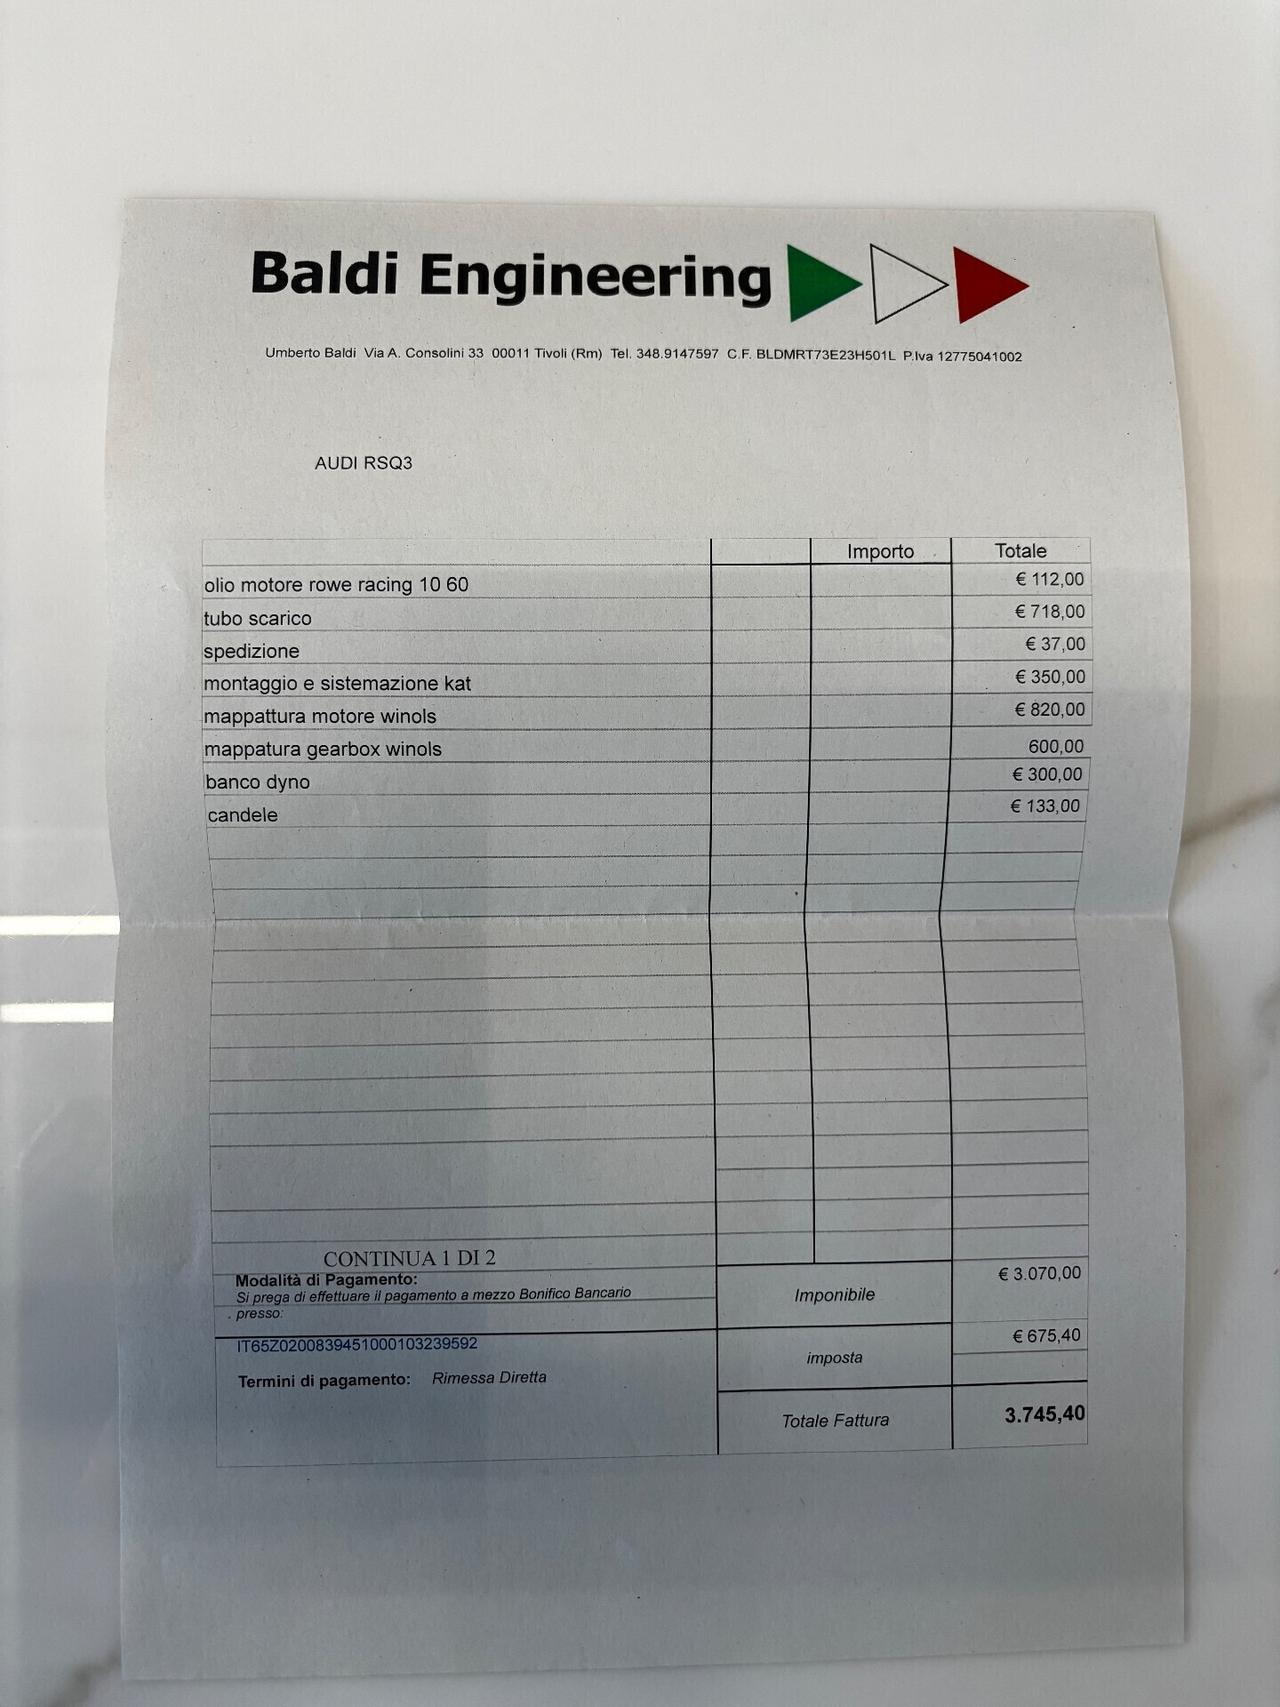 Baldi Engineering
Umberto Baldi Via A. Consolini 33 00011 Tivoli (Rm) Tel. 348.9147597 C.F. BLDMRT73E23H501L P.Iva 12775041002
AUDI RSQ3
Importo Totale
olio motore rowe racing 10 60 € 112,00
tubo scarico € 718,00
spedizione € 37,00
montaggio e sistemazione kat € 350,00
mappattura motore winols € 820,00
mappatura gearbox winols 600,00
banco dyno € 300,00
candele € 133,00
CONTINUA 1 DI 2
Modalità di Pagamento:
Si prega di effettuare il pagamento a mezzo Bonifico Bancario
presso:
IT65Z0200839451000103239592
Termini di pagamento: Rimessa Diretta
Imponibile € 3.070,00
imposta € 675,40
Totale Fattura 3.745,40